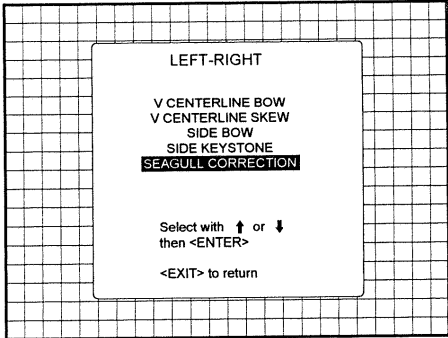 LEFT-RIGHT
V CENTERLINE BOW
V CENTERLINE SKEW
SIDE BOW
SIDE KEYSTONE
SEAGULL CORRECTION
Select with ↑ or ↓
then <ENTER>
<EXIT> to return